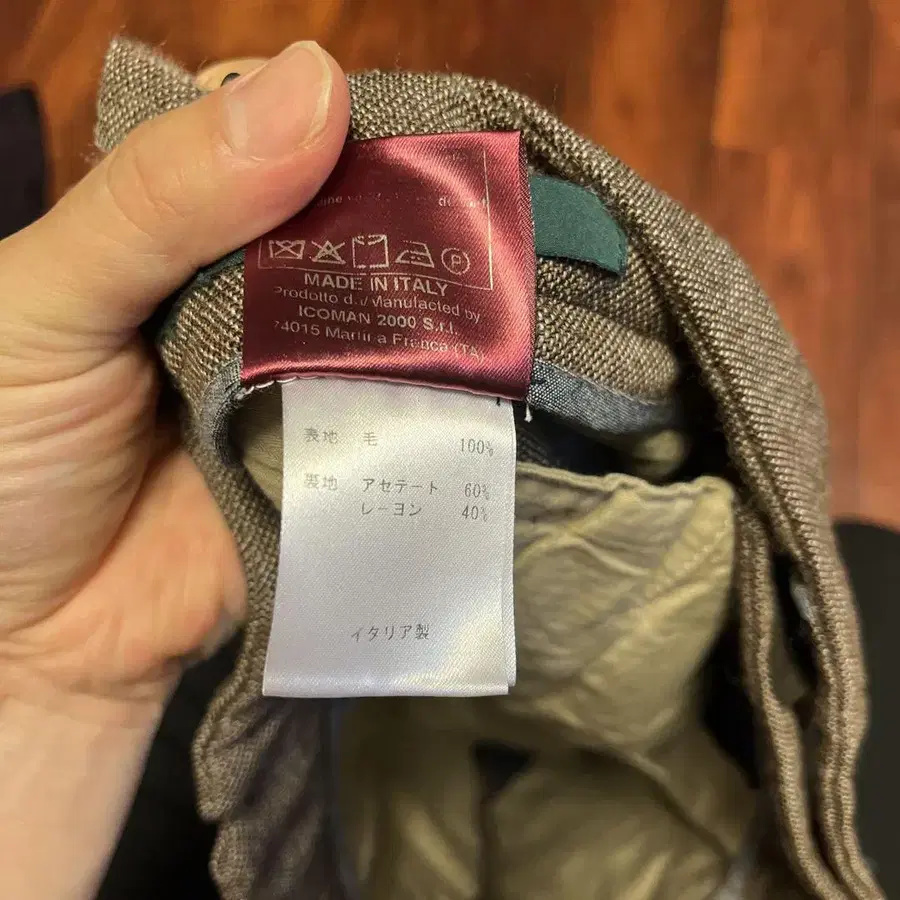 MADE IN ITALY
Prodotto da/Manufacted by
ICOMAN 2000 S.r.l.
74015 Martina Franca (TA)
表地 毛 100%
裏地 アセテート 60%
レーヨン 40%
イタリア製